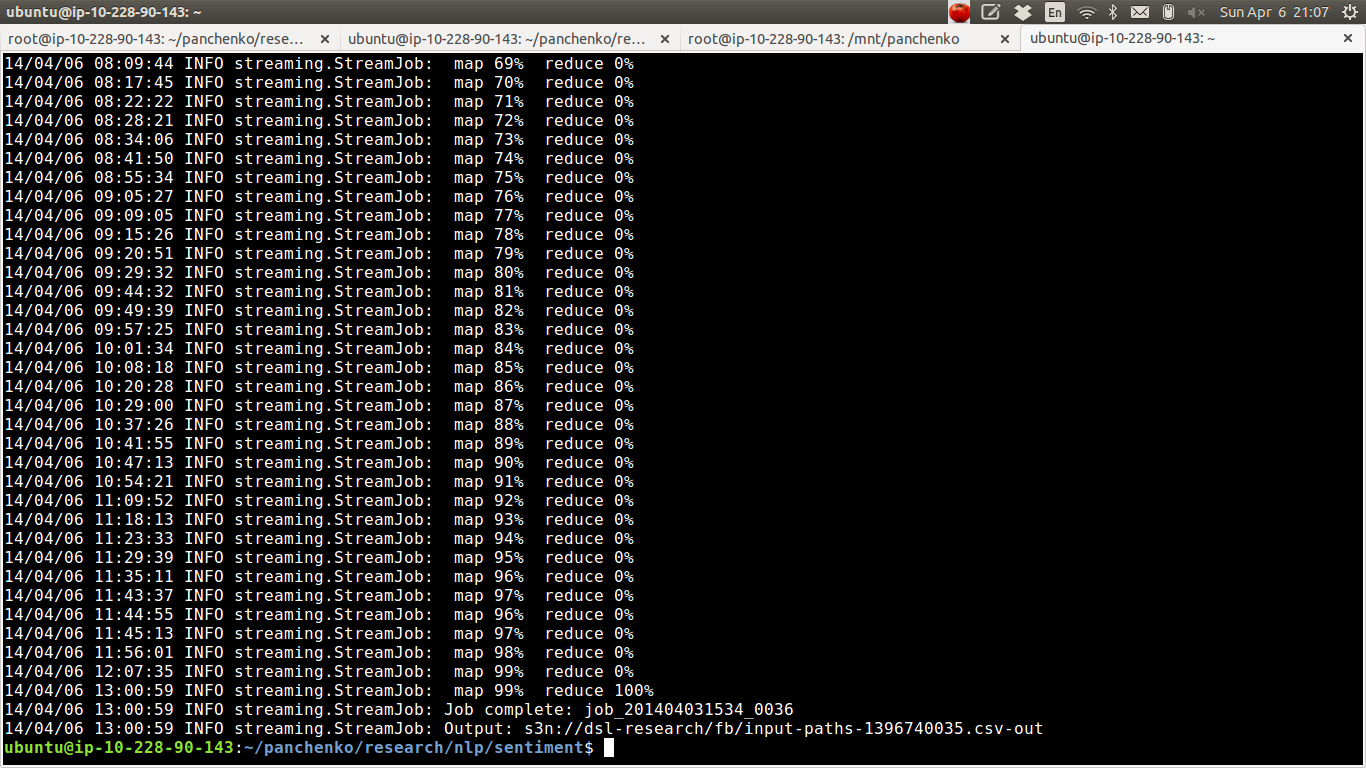 ubuntu@ip-10-228-90-143: ~
En
Sun Apr 6 21:07
root@ip-10-228-90-143: ~/panchenko/rese...
ubuntu@ip-10-228-90-143: ~/panchenko/re...
root@ip-10-228-90-143: /mnt/panchenko
ubuntu@ip-10-228-90-143: ~
14/04/06 08:09:44 INFO streaming.StreamJob:  map 69%  reduce 0%
14/04/06 08:17:45 INFO streaming.StreamJob:  map 70%  reduce 0%
14/04/06 08:22:22 INFO streaming.StreamJob:  map 71%  reduce 0%
14/04/06 08:28:21 INFO streaming.StreamJob:  map 72%  reduce 0%
14/04/06 08:34:06 INFO streaming.StreamJob:  map 73%  reduce 0%
14/04/06 08:41:50 INFO streaming.StreamJob:  map 74%  reduce 0%
14/04/06 08:55:34 INFO streaming.StreamJob:  map 75%  reduce 0%
14/04/06 09:05:27 INFO streaming.StreamJob:  map 76%  reduce 0%
14/04/06 09:09:05 INFO streaming.StreamJob:  map 77%  reduce 0%
14/04/06 09:15:26 INFO streaming.StreamJob:  map 78%  reduce 0%
14/04/06 09:20:51 INFO streaming.StreamJob:  map 79%  reduce 0%
14/04/06 09:29:32 INFO streaming.StreamJob:  map 80%  reduce 0%
14/04/06 09:44:32 INFO streaming.StreamJob:  map 81%  reduce 0%
14/04/06 09:49:39 INFO streaming.StreamJob:  map 82%  reduce 0%
14/04/06 09:57:25 INFO streaming.StreamJob:  map 83%  reduce 0%
14/04/06 10:01:34 INFO streaming.StreamJob:  map 84%  reduce 0%
14/04/06 10:08:18 INFO streaming.StreamJob:  map 85%  reduce 0%
14/04/06 10:20:28 INFO streaming.StreamJob:  map 86%  reduce 0%
14/04/06 10:29:00 INFO streaming.StreamJob:  map 87%  reduce 0%
14/04/06 10:37:26 INFO streaming.StreamJob:  map 88%  reduce 0%
14/04/06 10:41:55 INFO streaming.StreamJob:  map 89%  reduce 0%
14/04/06 10:47:13 INFO streaming.StreamJob:  map 90%  reduce 0%
14/04/06 10:54:21 INFO streaming.StreamJob:  map 91%  reduce 0%
14/04/06 11:09:52 INFO streaming.StreamJob:  map 92%  reduce 0%
14/04/06 11:18:13 INFO streaming.StreamJob:  map 93%  reduce 0%
14/04/06 11:23:33 INFO streaming.StreamJob:  map 94%  reduce 0%
14/04/06 11:29:39 INFO streaming.StreamJob:  map 95%  reduce 0%
14/04/06 11:35:11 INFO streaming.StreamJob:  map 96%  reduce 0%
14/04/06 11:43:37 INFO streaming.StreamJob:  map 97%  reduce 0%
14/04/06 11:44:55 INFO streaming.StreamJob:  map 96%  reduce 0%
14/04/06 11:45:13 INFO streaming.StreamJob:  map 97%  reduce 0%
14/04/06 11:56:01 INFO streaming.StreamJob:  map 98%  reduce 0%
14/04/06 12:07:35 INFO streaming.StreamJob:  map 99%  reduce 0%
14/04/06 13:00:59 INFO streaming.StreamJob:  map 99%  reduce 100%
14/04/06 13:00:59 INFO streaming.StreamJob: Job complete: job_201404031534_0036
14/04/06 13:00:59 INFO streaming.StreamJob: Output: s3n://dsl-research/fb/input-paths-1396740035.csv-out
ubuntu@ip-10-228-90-143:~/panchenko/research/nlp/sentiment$